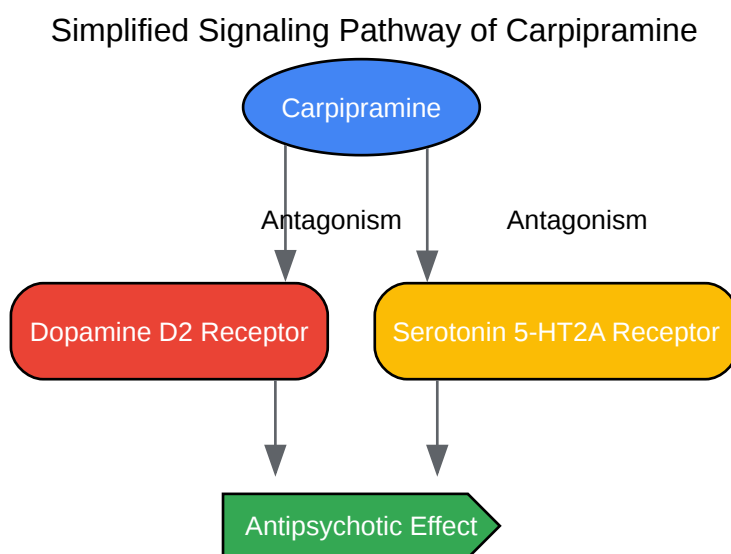 Simplified Signaling Pathway of Carpipramine
Carpipramine
Antagonism
Antagonism
Dopamine D2 Receptor
Serotonin 5-HT2A Receptor
Antipsychotic Effect